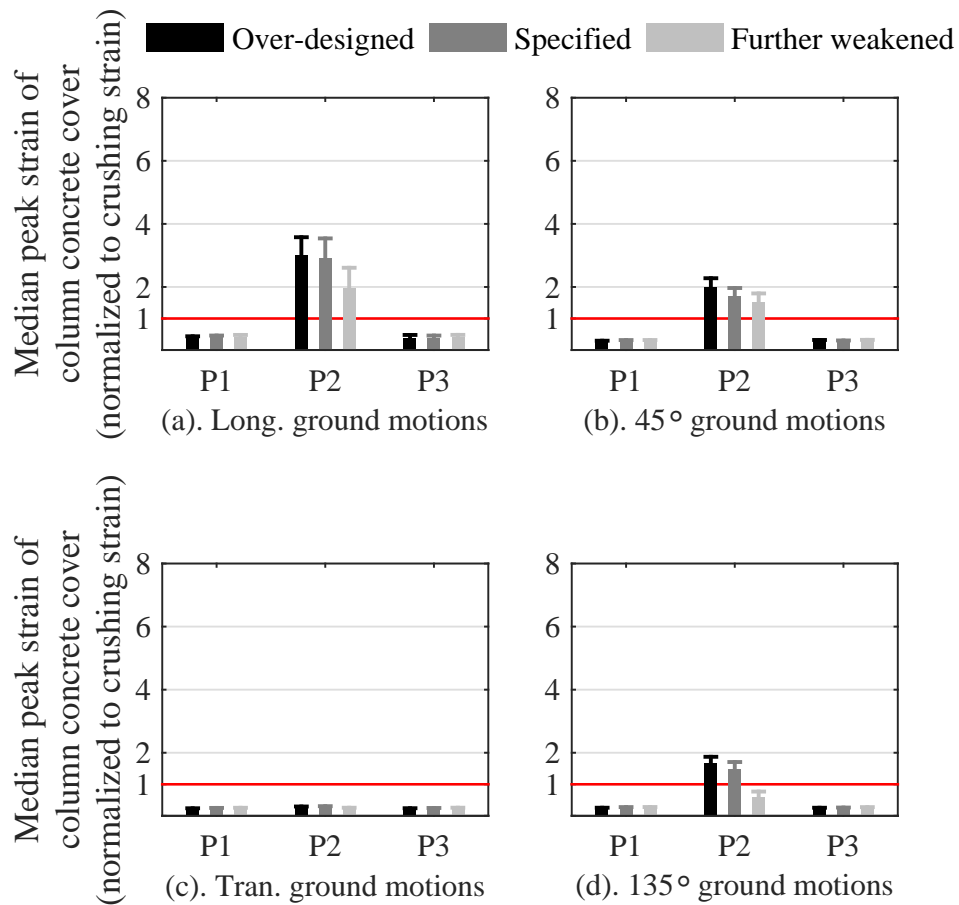 Over-designed Specified Further weakened
Median peak strain of
column concrete cover
(normalized to crushing strain)
8
6
4
2
1
P1 P2 P3
(a). Long. ground motions
8
6
4
2
1
P1 P2 P3
(b). 45° ground motions
Median peak strain of
column concrete cover
(normalized to crushing strain)
8
6
4
2
1
P1 P2 P3
(c). Tran. ground motions
8
6
4
2
1
P1 P2 P3
(d). 135° ground motions